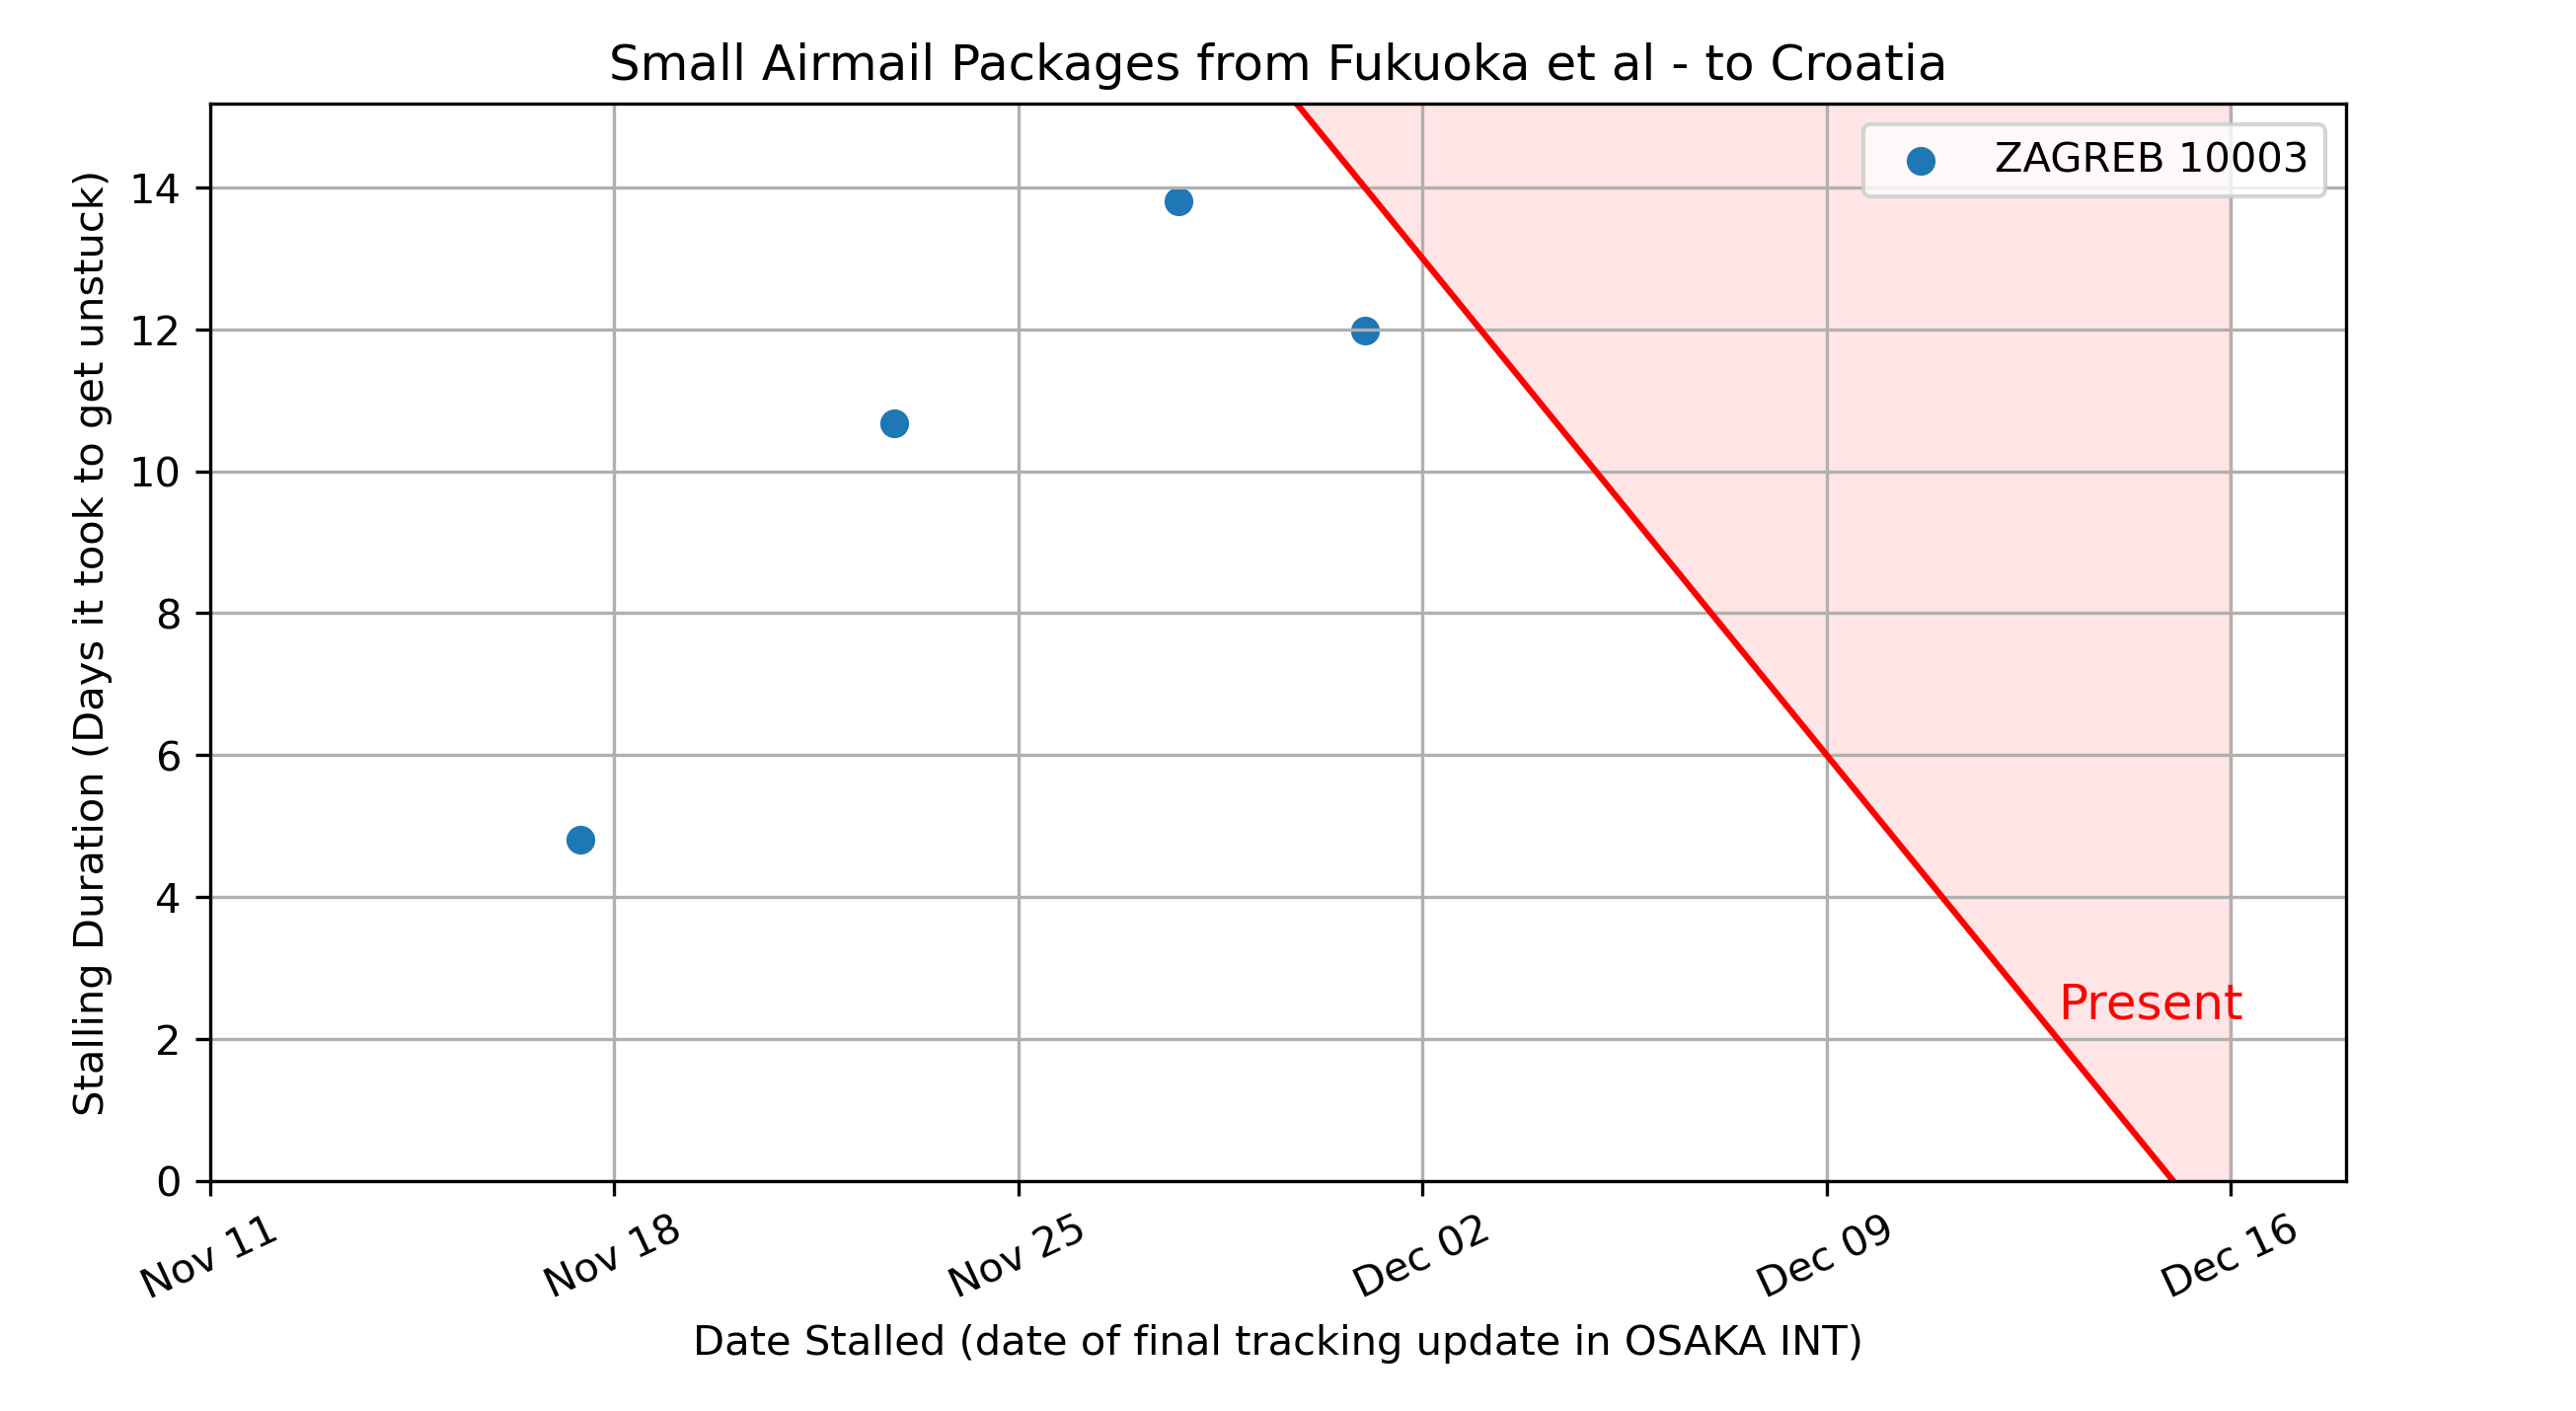 Small Airmail Packages from Fukuoka et al - to Croatia
ZAGREB 10003
Stalling Duration (Days it took to get unstuck)
14
12
10
8
6
4
2
0
Present
Nov 11
Nov 18
Nov 25
Dec 02
Dec 09
Dec 16
Date Stalled (date of final tracking update in OSAKA INT)